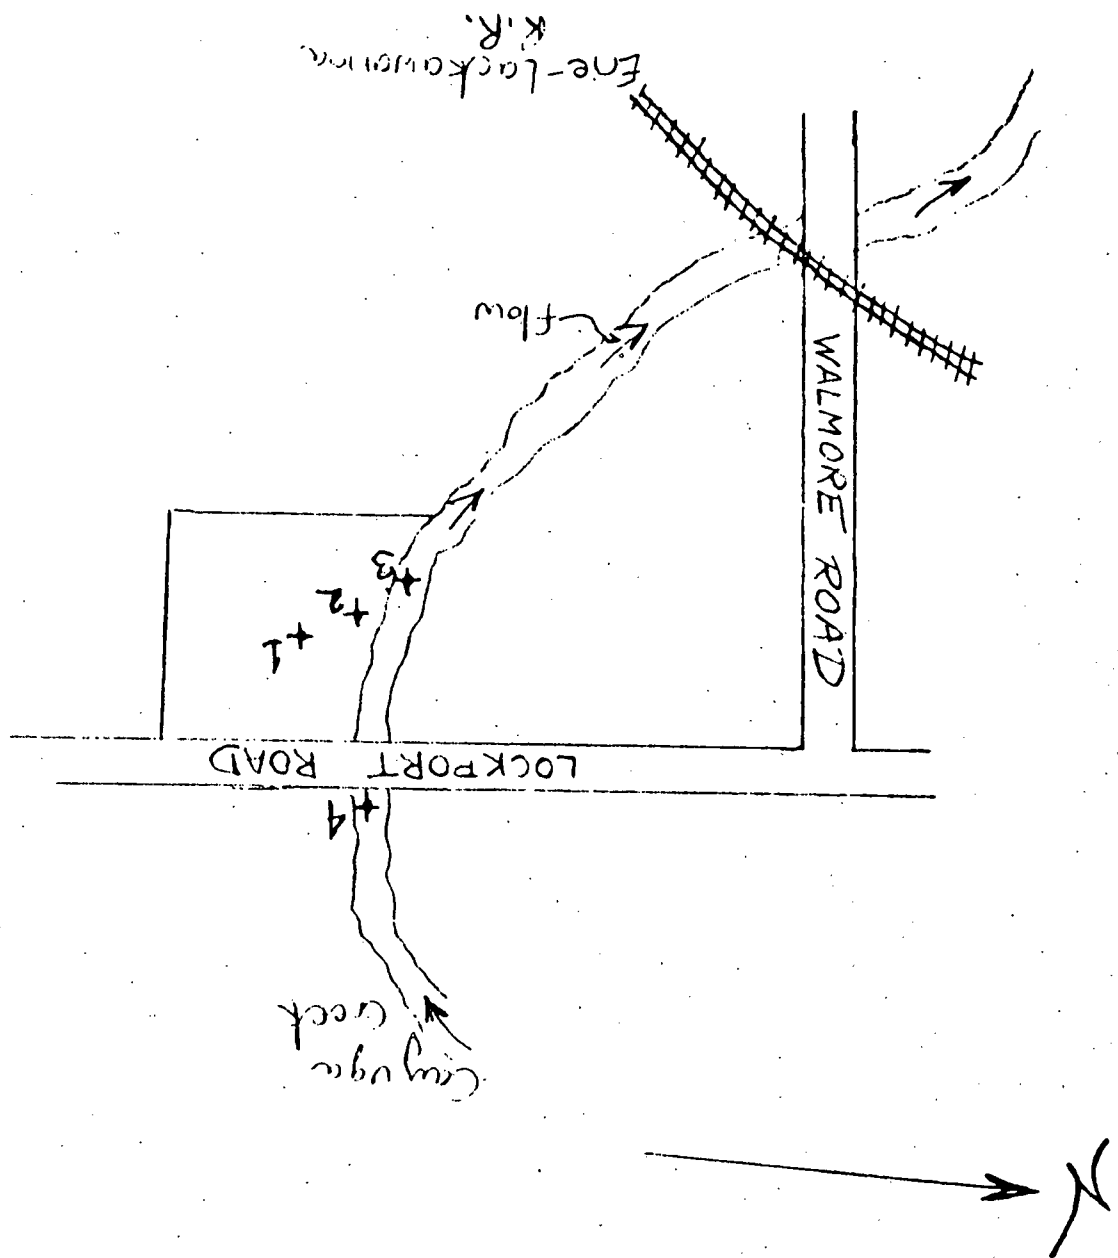 Cayuga
Creek
4
LOCKPORT ROAD
1
2
3
WALMORE ROAD
flow
Erie-Lackawanna
R.R.
N